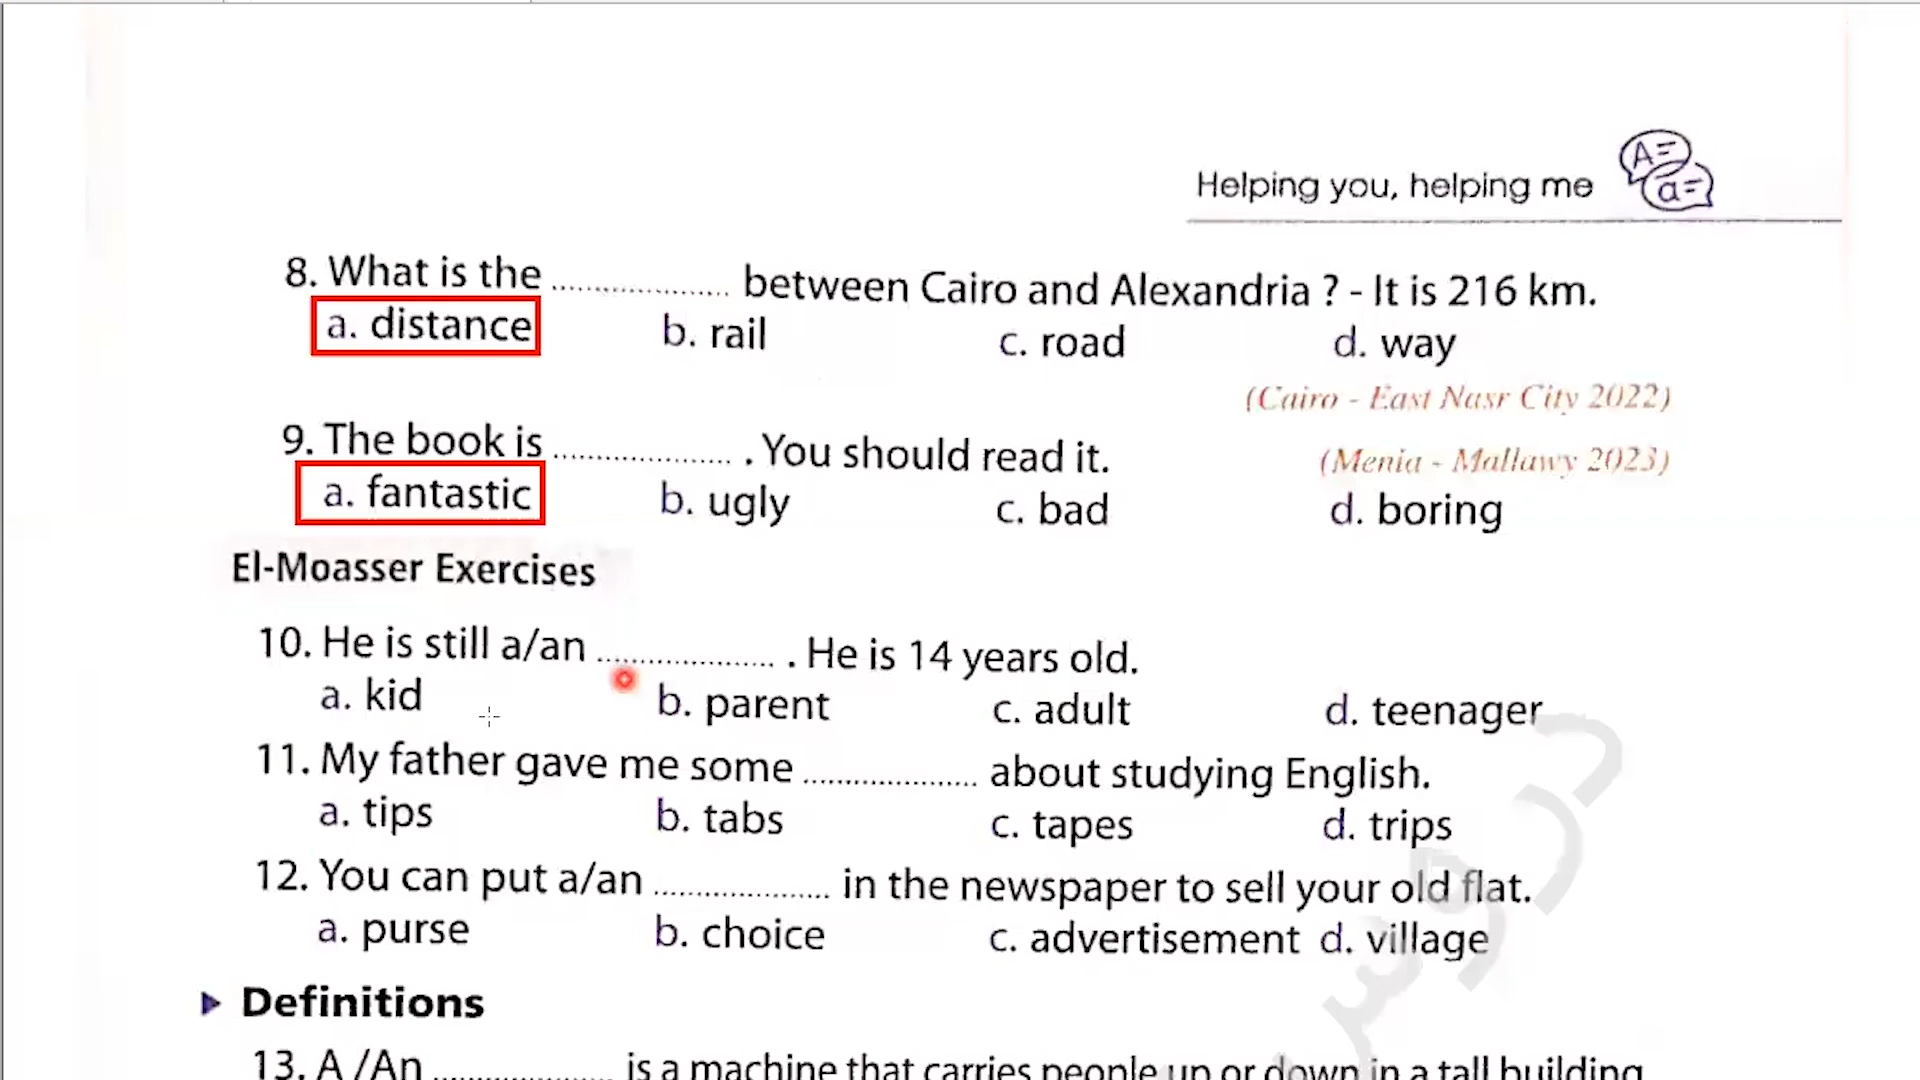 Helping you, helping me
A=
a=
8. What is the .................... between Cairo and Alexandria ? - It is 216 km.
a. distance b. rail c. road d. way
(Cairo - East Nasr City 2022)
9. The book is .................... . You should read it. (Menia - Mallawy 2023)
a. fantastic b. ugly c. bad d. boring
El-Moasser Exercises
10. He is still a/an .................... . He is 14 years old.
a. kid b. parent c. adult d. teenager
11. My father gave me some .................... about studying English.
a. tips b. tabs c. tapes d. trips
12. You can put a/an .................... in the newspaper to sell your old flat.
a. purse b. choice c. advertisement d. village
Definitions
13. A /An .................... is a machine that carries people up or down in a tall building